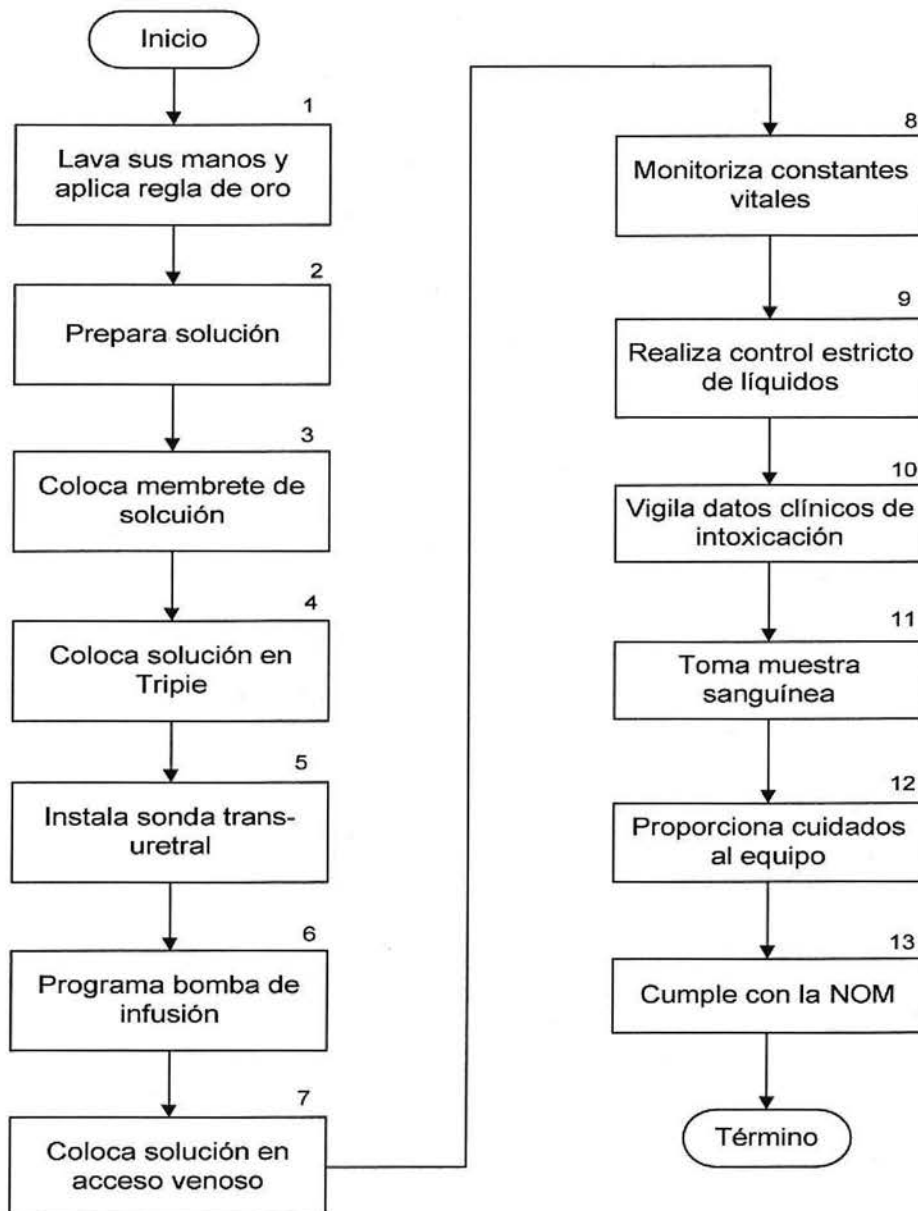 Inicio
1
Lava sus manos y
aplica regla de oro
2
Prepara solución
3
Coloca membrete de
solcuión
4
Coloca solución en
Tripie
5
Instala sonda trans-
uretral
6
Programa bomba de
infusión
7
Coloca solución en
acceso venoso
8
Monitoriza constantes
vitales
9
Realiza control estricto
de líquidos
10
Vigila datos clínicos de
intoxicación
11
Toma muestra
sanguínea
12
Proporciona cuidados
al equipo
13
Cumple con la NOM
Término